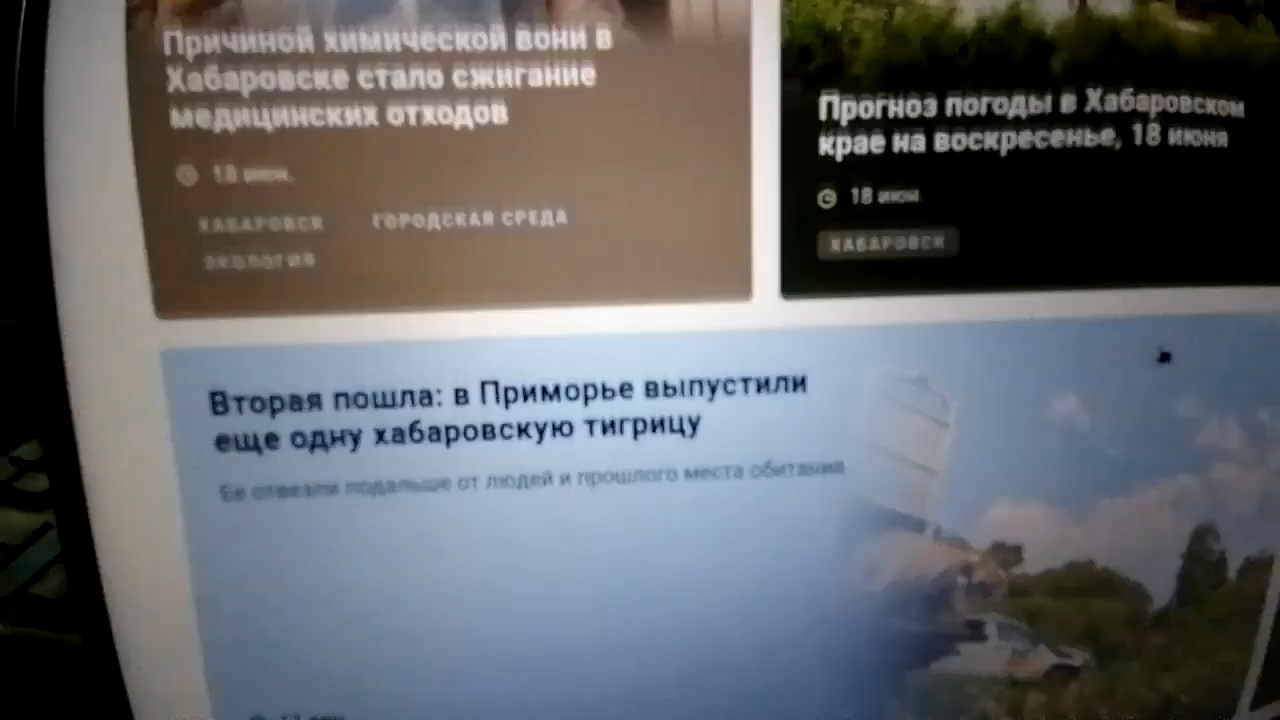 Причиной химической вони в
Хабаровске стало сжигание
медицинских отходов
18 июн.
ХАБАРОВСК ГОРОДСКАЯ СРЕДА
ЭКОЛОГИЯ
Прогноз погоды в Хабаровском
крае на воскресенье, 18 июня
18 июн.
ХАБАРОВСК
Вторая пошла: в Приморье выпустили
еще одну хабаровскую тигрицу
Ее отвезли подальше от людей и прошлого места обитания